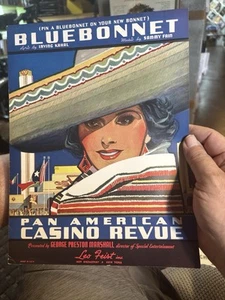 (PIN A BLUEBONNET ON YOUR NEW BONNET)
BLUEBONNET
Lyric by IRVING KAHAL Music by SAMMY FAIN
PAN AMERICAN
CASINO REVUE
Presented by GEORGE PRESTON MARSHALL director of Special Entertainment
Leo Feist INC